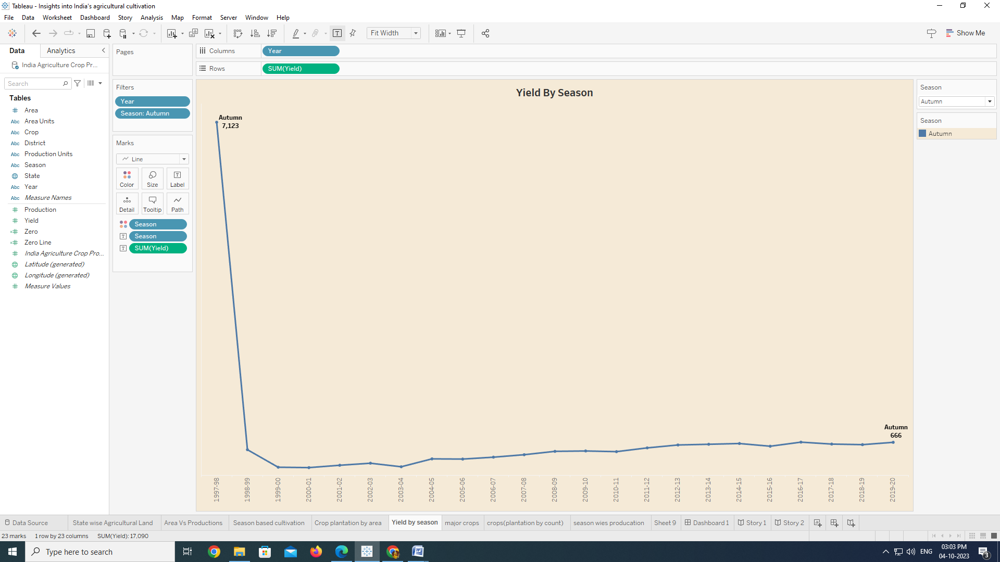 Tableau - Insights into India's agricultural cultivation
File Data Worksheet Dashboard Story Analysis Map Format Server Window Help
Fit Width
Show Me
Data Analytics
India Agriculture Crop Pr...
Search
Tables
Area
Abc Area Units
Abc Crop
Abc District
Abc Production Units
Abc Season
State
Abc Year
Abc Measure Names
Production
Yield
Zero
Zero Line
India Agriculture Crop Pro...
Latitude (generated)
Longitude (generated)
Measure Values
Pages
Filters
Year
Season: Autumn
Marks
Line
Color Size Label
Detail Tooltip Path
Season
Season
SUM(Yield)
Columns Year
Rows SUM(Yield)
Yield By Season
Autumn
7,123
Autumn
666
1997-98 1998-99 1999-00 2000-01 2001-02 2002-03 2003-04 2004-05 2005-06 2006-07 2007-08 2008-09 2009-10 2010-11 2011-12 2012-13 2013-14 2014-15 2015-16 2016-17 2017-18 2018-19 2019-20
Season
Autumn
Season
Autumn
Data Source State wise Agricultural Land Area Vs Productions Season based cultivation Crop plantation by area Yield by season major crops crops(plantation by count) season wies producation Sheet 9 Dashboard 1 Story 1 Story 2
23 marks 1 row by 23 columns SUM(Yield): 17,090
Type here to search
ENG
03:03 PM
04-10-2023
3